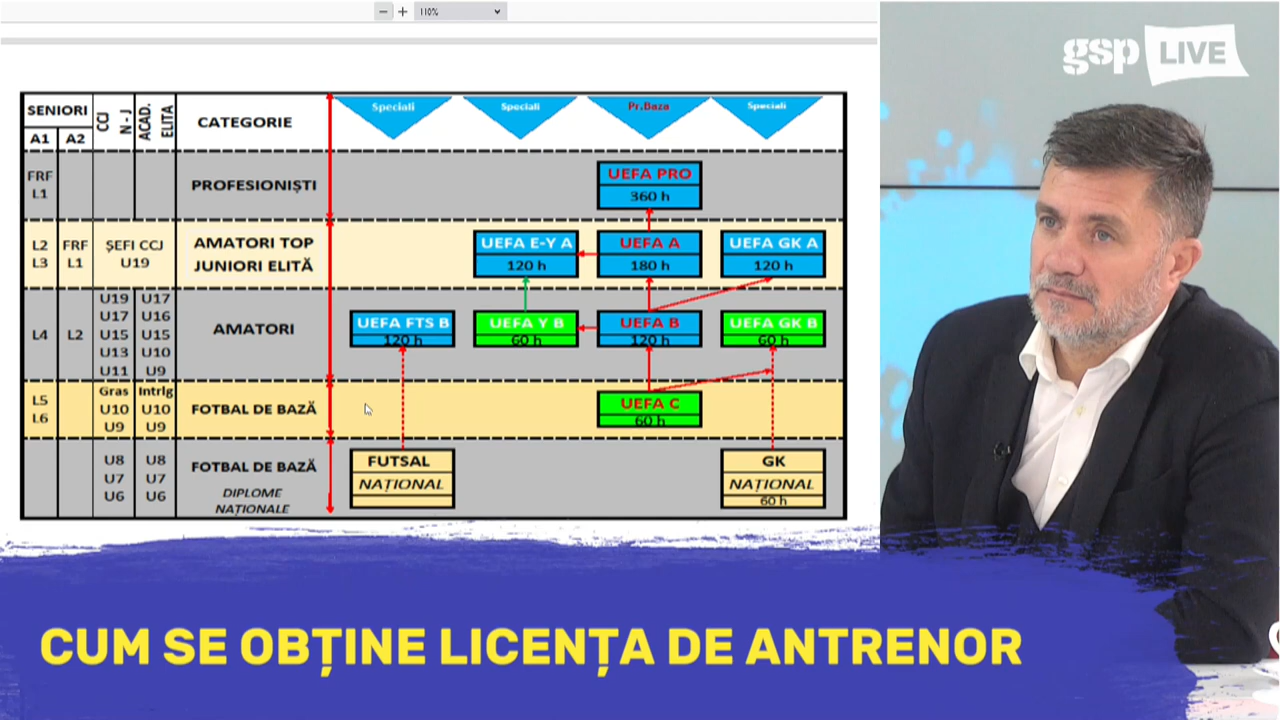 110%
gsp LIVE
SENIORI
A1 A2
CCJ N-J
ACAD. ELITA
CATEGORIE
Speciali Speciali Pr.Baza Speciali
FRF
L1
PROFESIONIȘTI
UEFA PRO
360 h
L2 FRF ȘEFI CCJ AMATORI TOP UEFA E-Y A UEFA A UEFA GK A
L3 L1 U19 JUNIORI ELITĂ 120 h 180 h 120 h
L4 L2
U19 U17
U17 U16
U15 U15
U13 U10
U11 U9
AMATORI
UEFA FTS B UEFA Y B UEFA B UEFA GK B
120 h 60 h 120 h 60 h
L5
L6
Gras Intrlg
U10 U10
U9 U9
FOTBAL DE BAZĂ
UEFA C
60 h
U8 U8
U7 U7
U6 U6
FOTBAL DE BAZĂ
DIPLOME
NAȚIONALE
FUTSAL
NAȚIONAL
GK
NAȚIONAL
60 h
CUM SE OBȚINE LICENȚA DE ANTRENOR